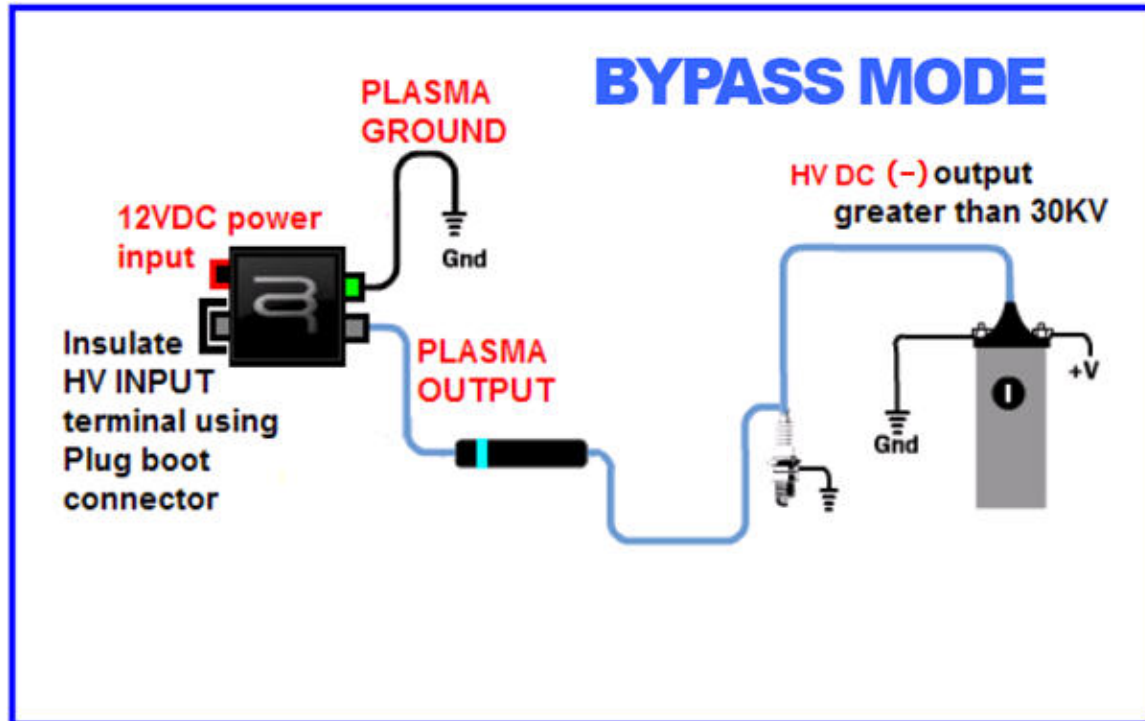 BYPASS MODE
PLASMA
GROUND
HV DC (-) output
greater than 30KV
12VDC power
input
Gnd
Insulate
HV INPUT
terminal using
Plug boot
connector
PLASMA
OUTPUT
+V
Gnd